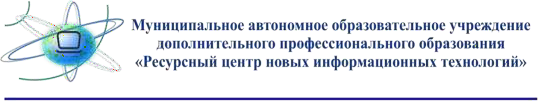 Муниципальное автономное образовательное учреждение
дополнительного профессионального образования
«Ресурсный центр новых информационных технологий»